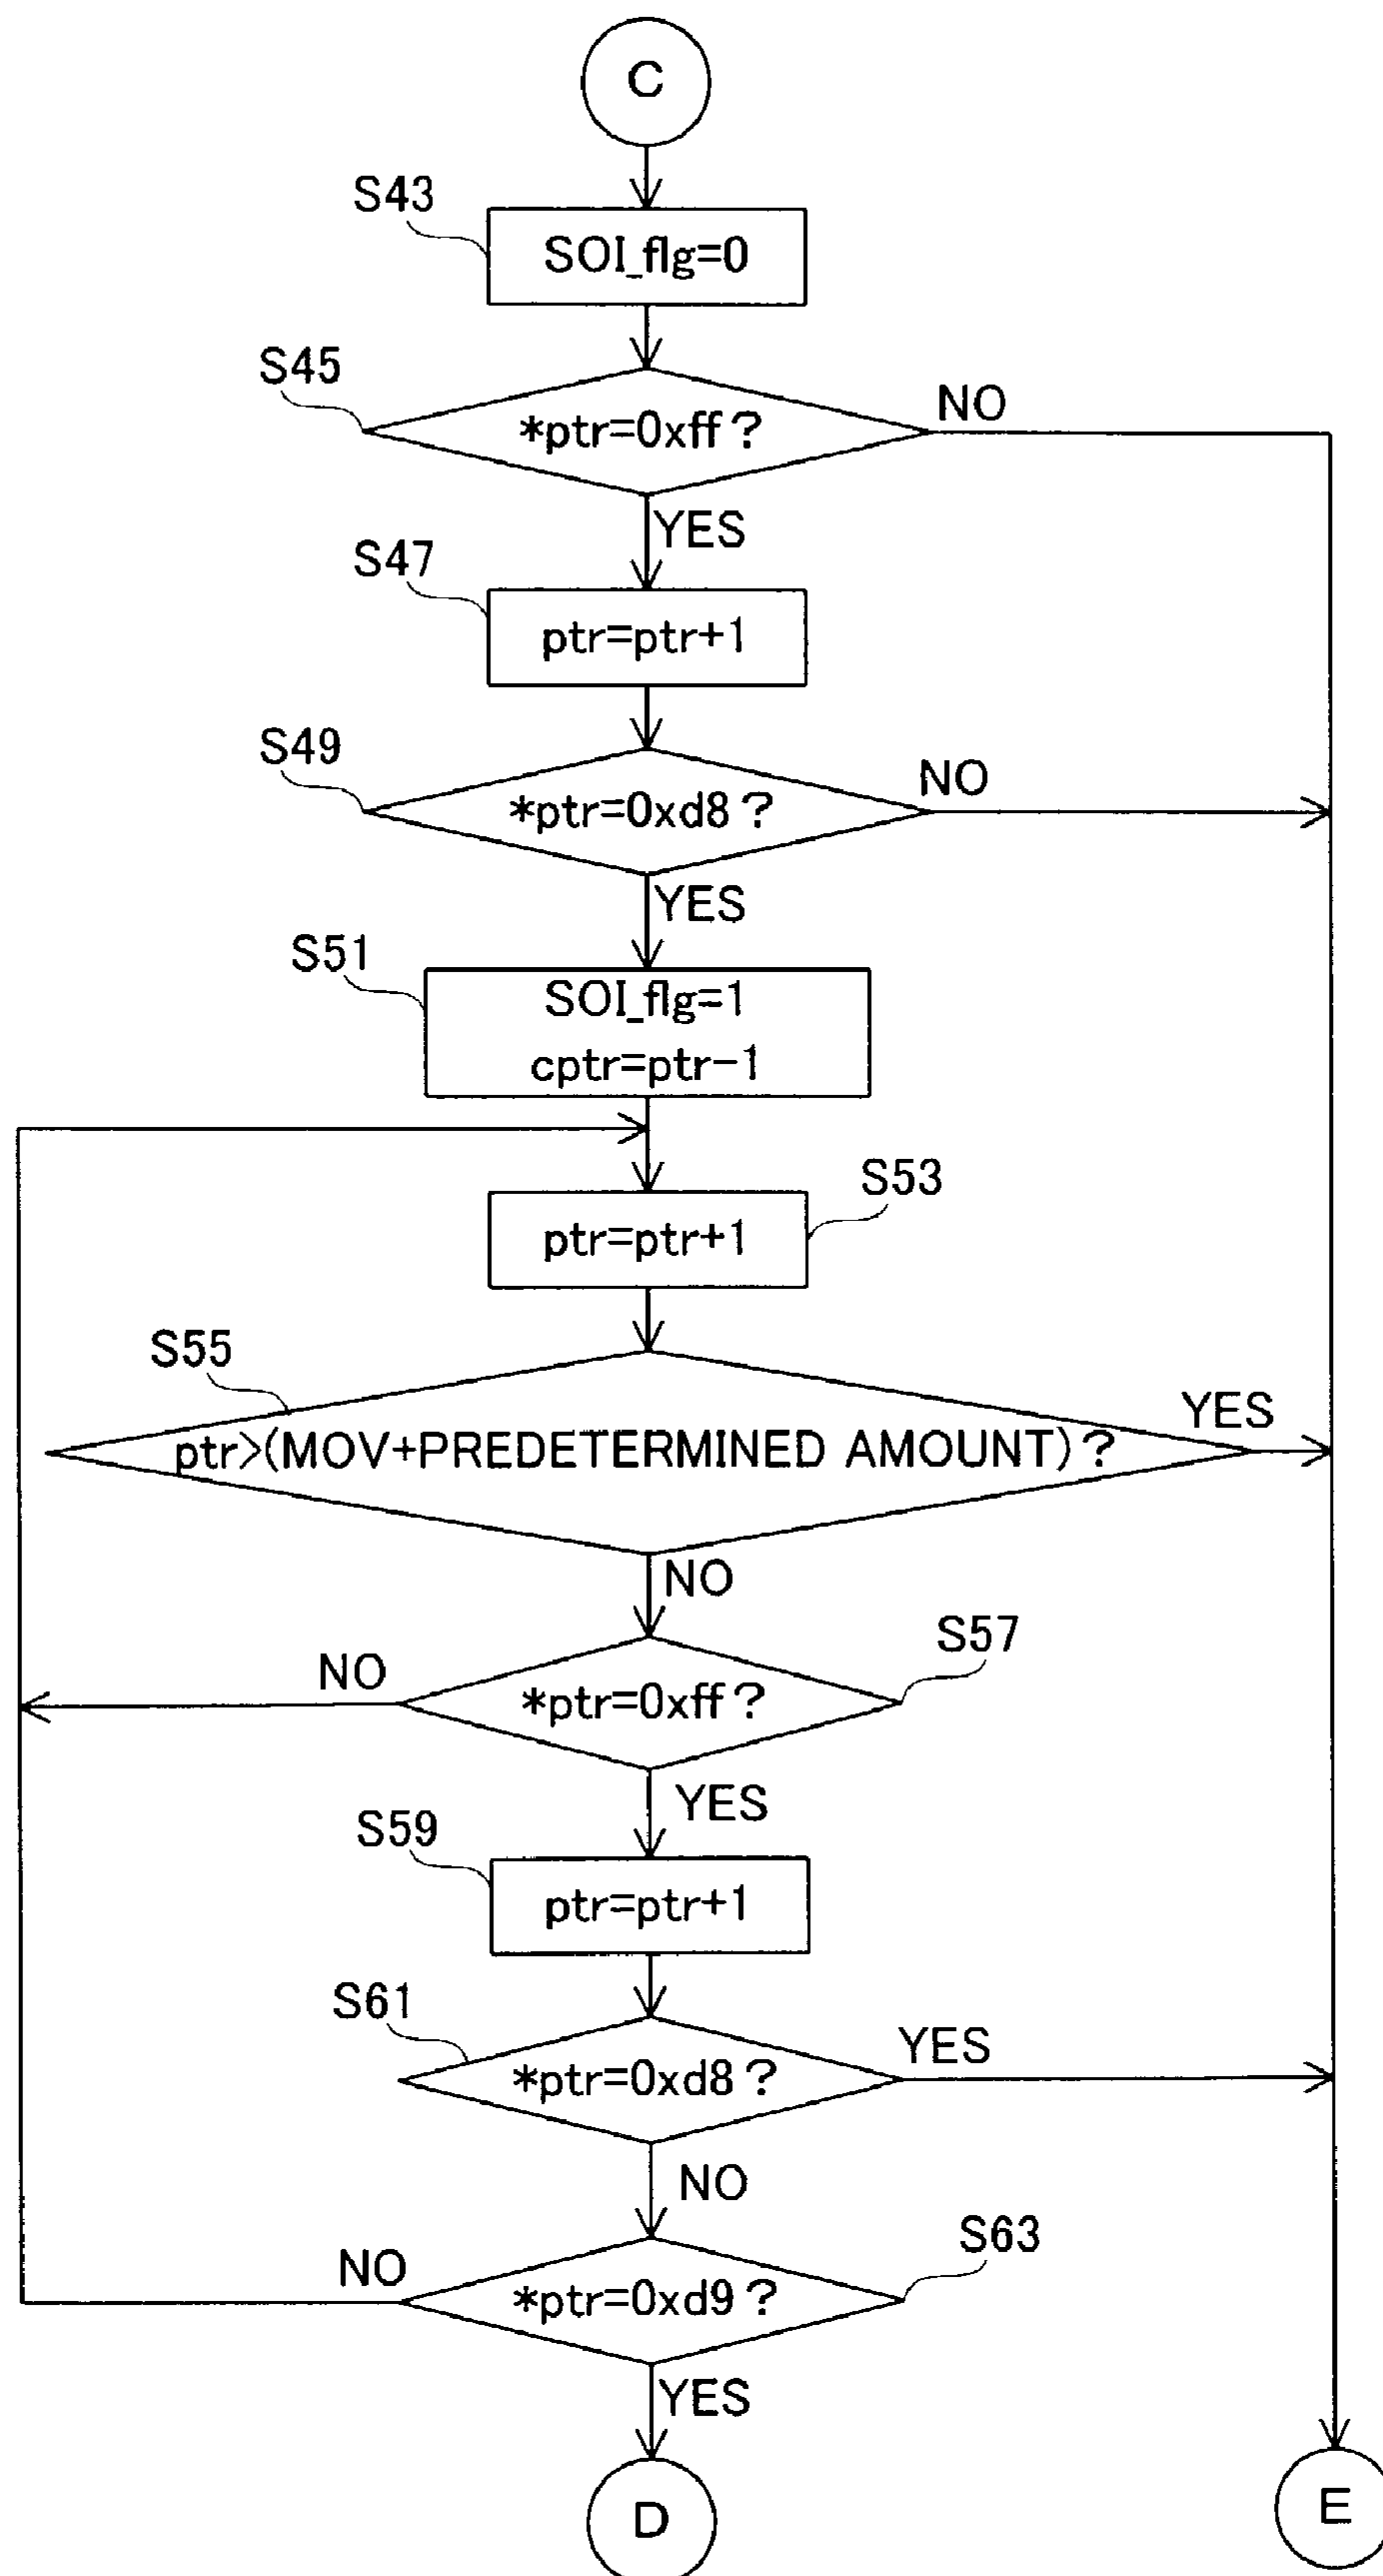 C
S43
SOI_flg=0
S45
*ptr=0xff?
NO
YES
S47
ptr=ptr+1
S49
*ptr=0xd8?
NO
YES
S51
SOI_flg=1
cptr=ptr-1
S53
ptr=ptr+1
S55
ptr>(MOV+PREDETERMINED AMOUNT)?
YES
NO
S57
NO
*ptr=0xff?
YES
S59
ptr=ptr+1
S61
*ptr=0xd8?
YES
NO
S63
NO
*ptr=0xd9?
YES
D
E